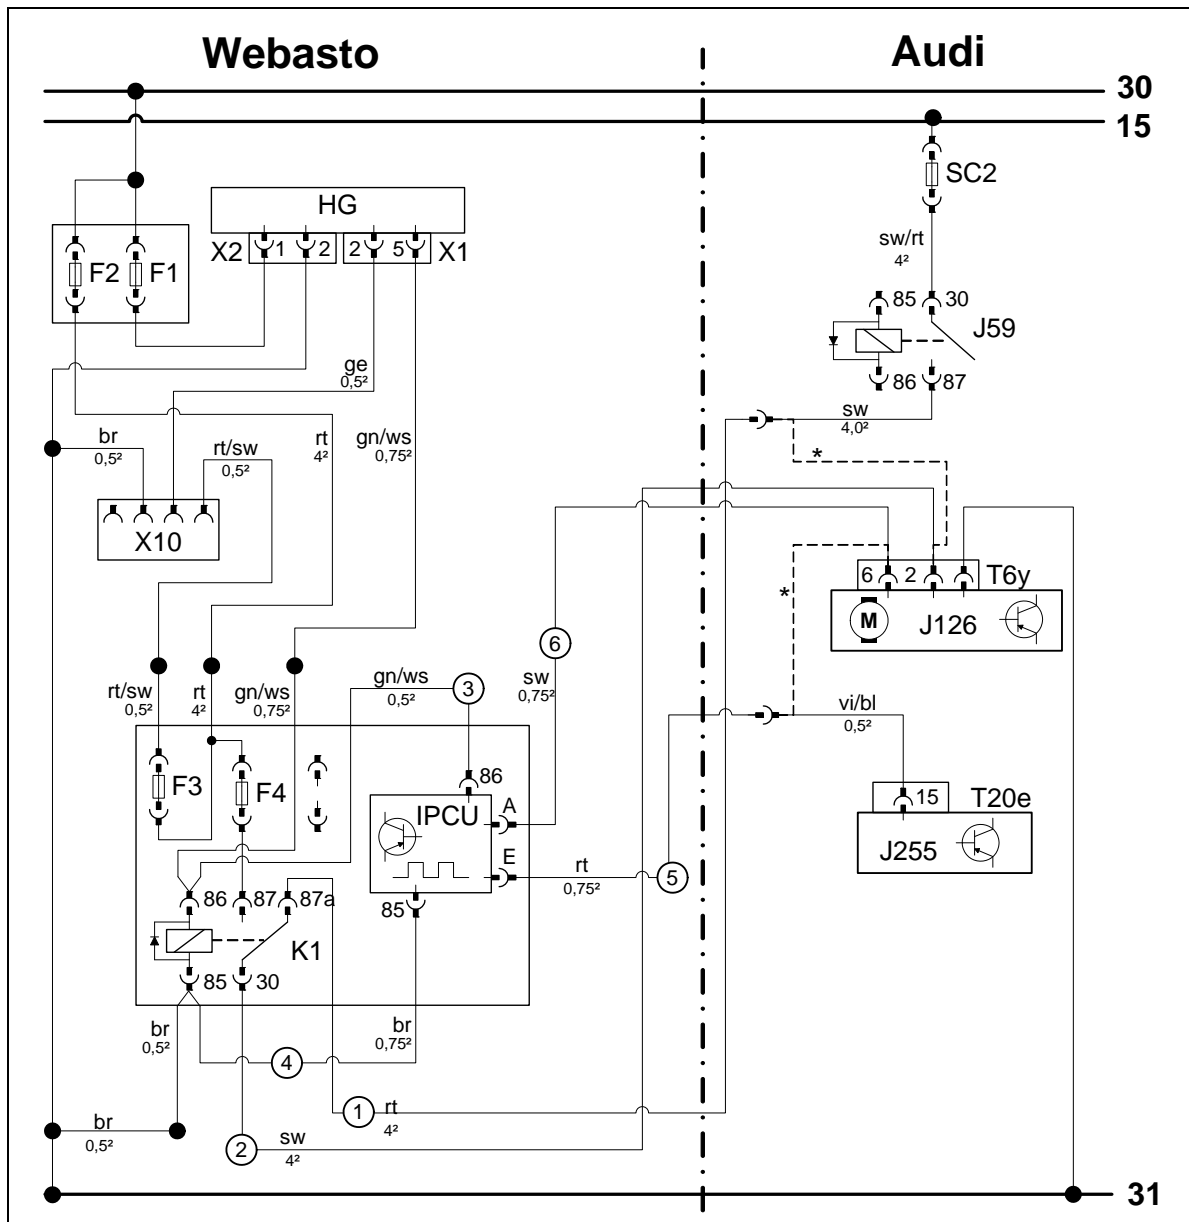 Webasto
Audi
30
15
SC2
HG
X2 1 2 2 5 X1
sw/rt
4²
F2 F1
85 30
J59
86 87
ge
0,5²
sw
4,0²
br
0,5²
rt/sw
0,5²
rt
4²
gn/ws
0,75²
*
X10
6 2 T6y
*
M J126
6
rt/sw
0,5²
rt
4²
gn/ws
0,75²
gn/ws
0,5²
3
sw
0,75²
vi/bl
0,5²
F3 F4
86
IPCU A
E
15 T20e
J255
rt
0,75²
5
86 87 87a
85
K1
85 30
br
0,5²
br
0,75²
4
br
0,5²
1 rt
4²
2 sw
4²
31